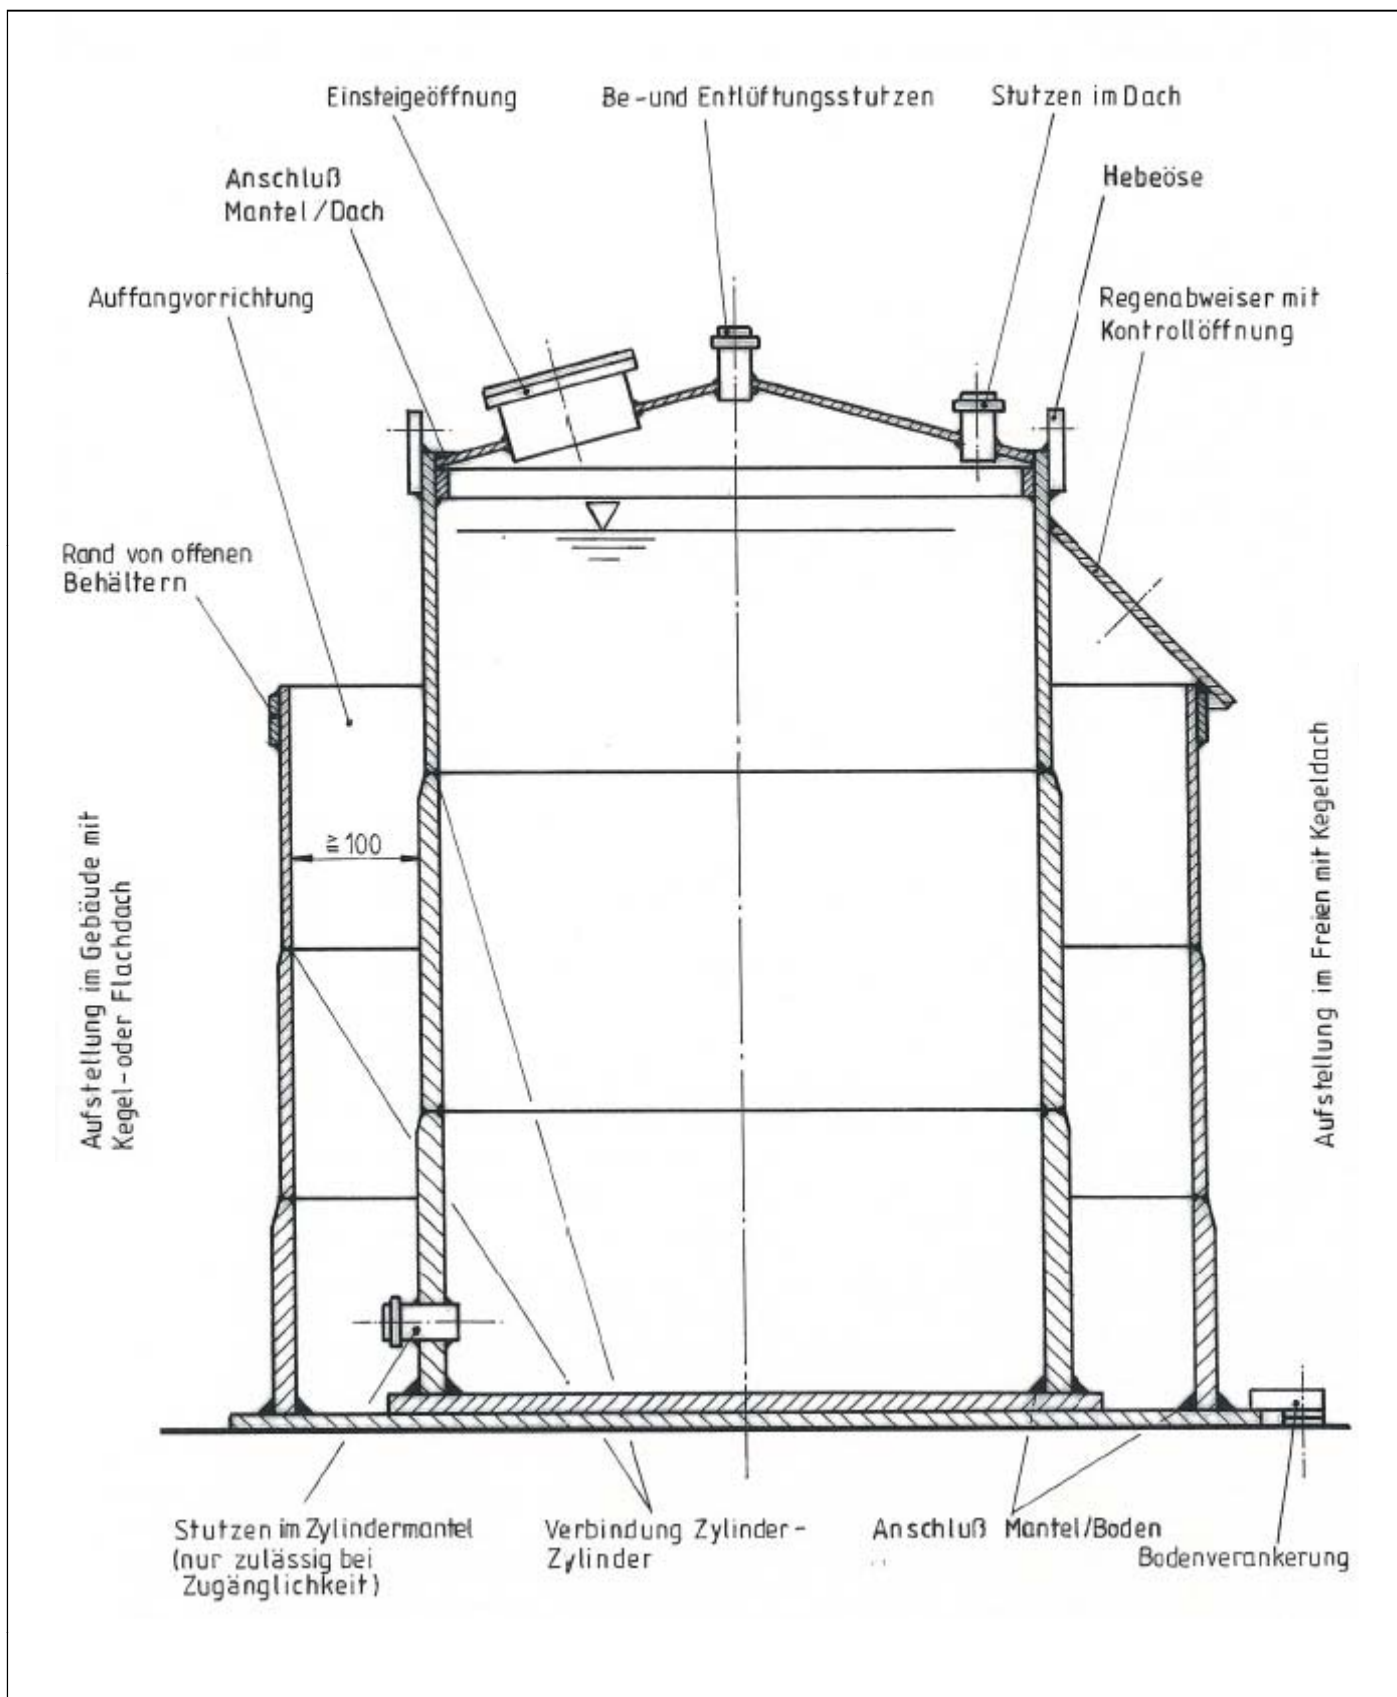 Einsteigeöffnung
Be-und Entlüftungsstutzen
Stutzen im Dach
Anschluß
Mantel/Dach
Hebeöse
Auffangvorrichtung
Regenabweiser mit
Kontrollöffnung
Rand von offenen
Behältern
≧100
Aufstellung im Gebäude mit
Kegel-oder Flachdach
Aufstellung im Freien mit Kegeldach
Stutzen im Zylindermantel
(nur zulässig bei
Zugänglichkeit)
Verbindung Zylinder-
Zylinder
Anschluß Mantel/Boden
Bodenverankerung